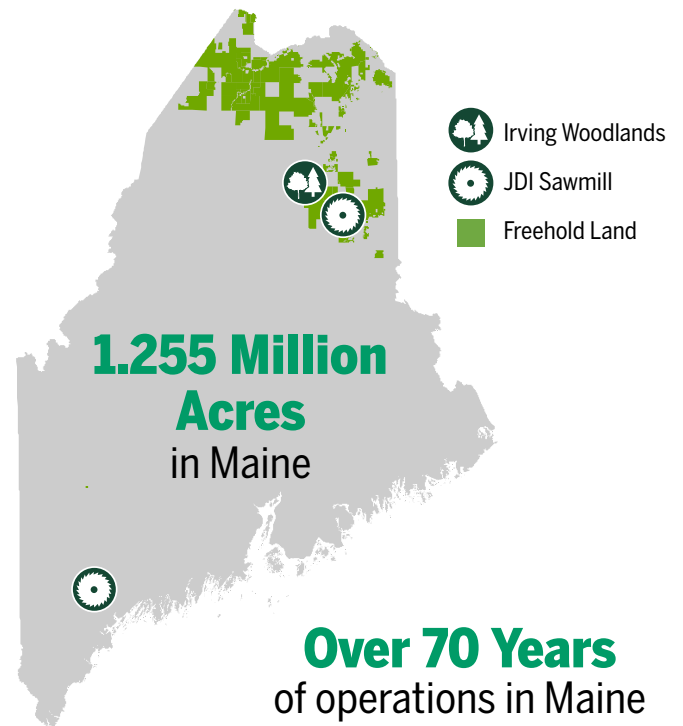 Irving Woodlands
JDI Sawmill
Freehold Land
1.255 Million
Acres
in Maine
Over 70 Years
of operations in Maine